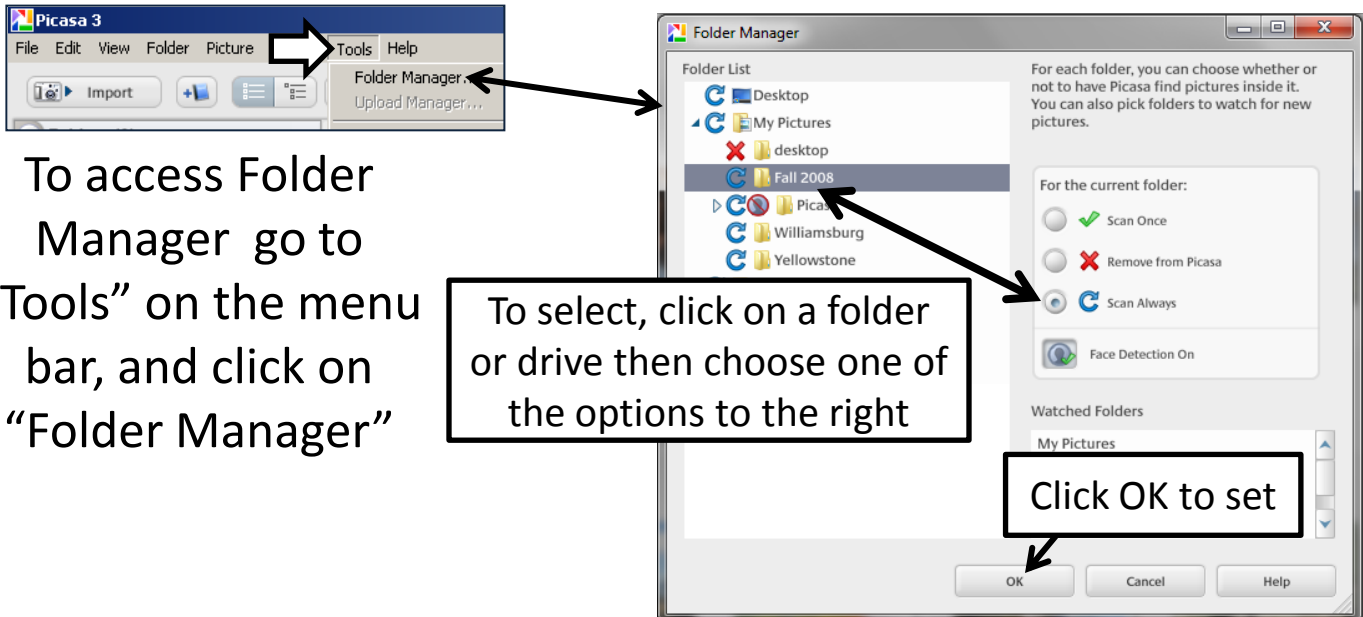 Picasa 3
File Edit View Folder Picture Tools Help
Import
Folder Manager...
Upload Manager...
To access Folder
Manager go to
Tools” on the menu
bar, and click on
“Folder Manager”
Folder Manager
Folder List
Desktop
My Pictures
desktop
Fall 2008
Picas
Williamsburg
Yellowstone
For each folder, you can choose whether or
not to have Picasa find pictures inside it.
You can also pick folders to watch for new
pictures.
For the current folder:
Scan Once
Remove from Picasa
Scan Always
Face Detection On
To select, click on a folder
or drive then choose one of
the options to the right
Watched Folders
My Pictures
Click OK to set
OK
Cancel
Help